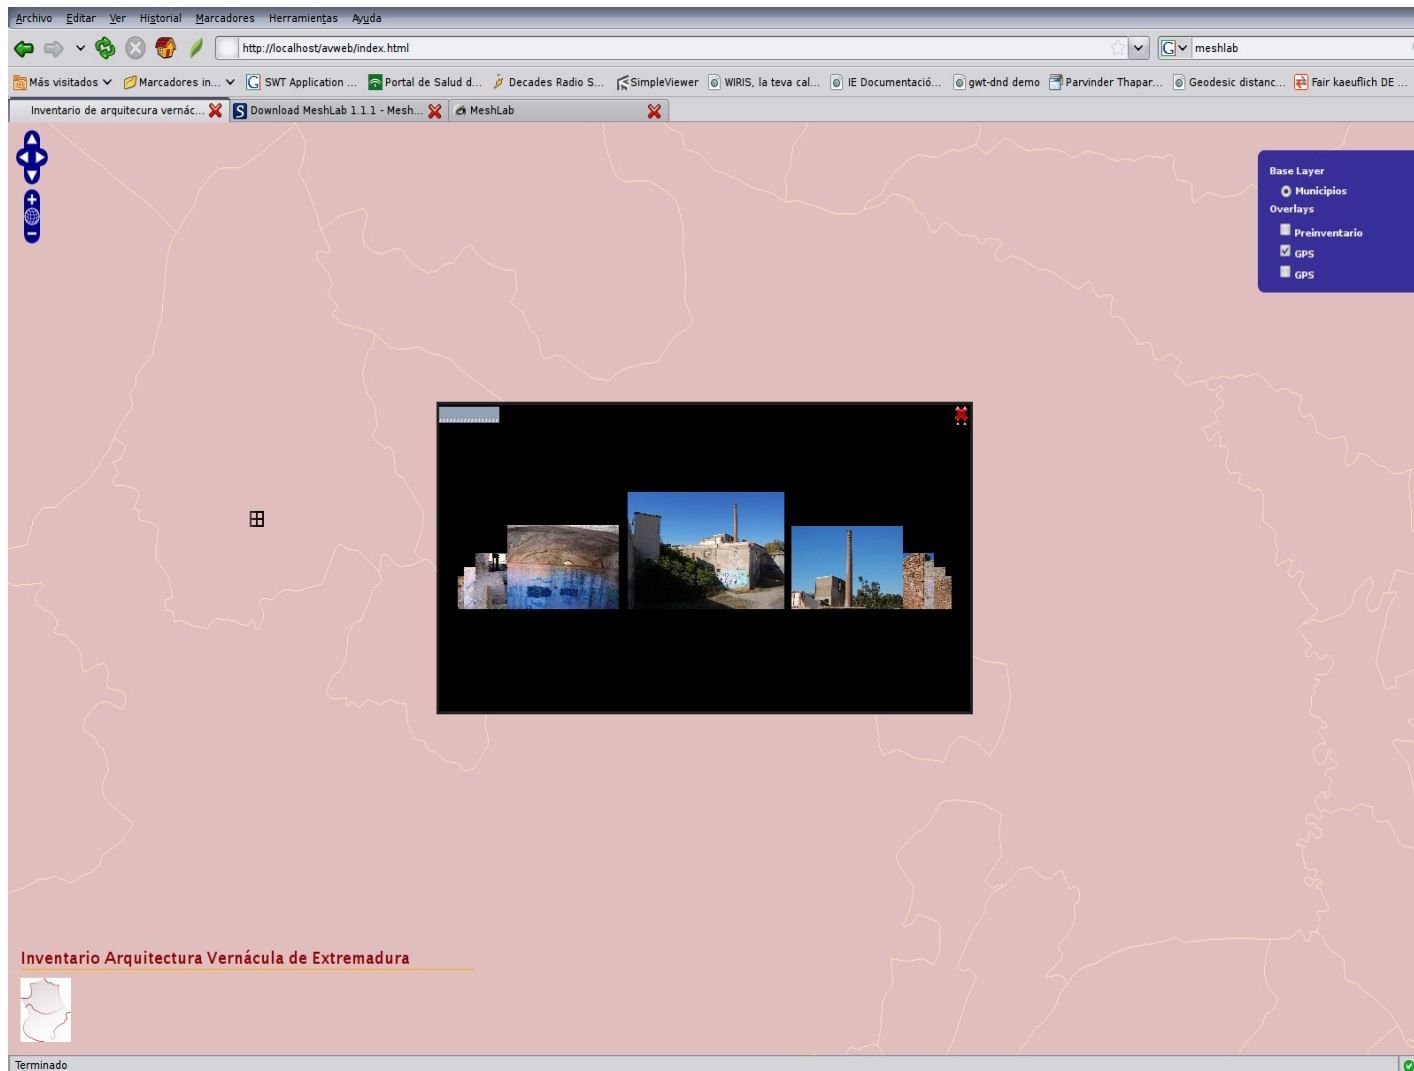 Archivo Editar Ver Historial Marcadores Herramientas Ayuda
http://localhost/avweb/index.html
G meshlab
Más visitados Marcadores in... G SWT Application ... Portal de Salud d... Decades Radio S... SimpleViewer WIRIS, la teva cal... IE Documentació... gwt-dnd demo Parvinder Thapar... Geodesic distanc... Fair kaeuflich DE ...
Inventario de arquitecura vernác... S Download MeshLab 1.1.1 - Mesh... MeshLab
Base Layer
Municipios
Overlays
Preinventario
GPS
GPS
Inventario Arquitectura Vernácula de Extremadura
Terminado